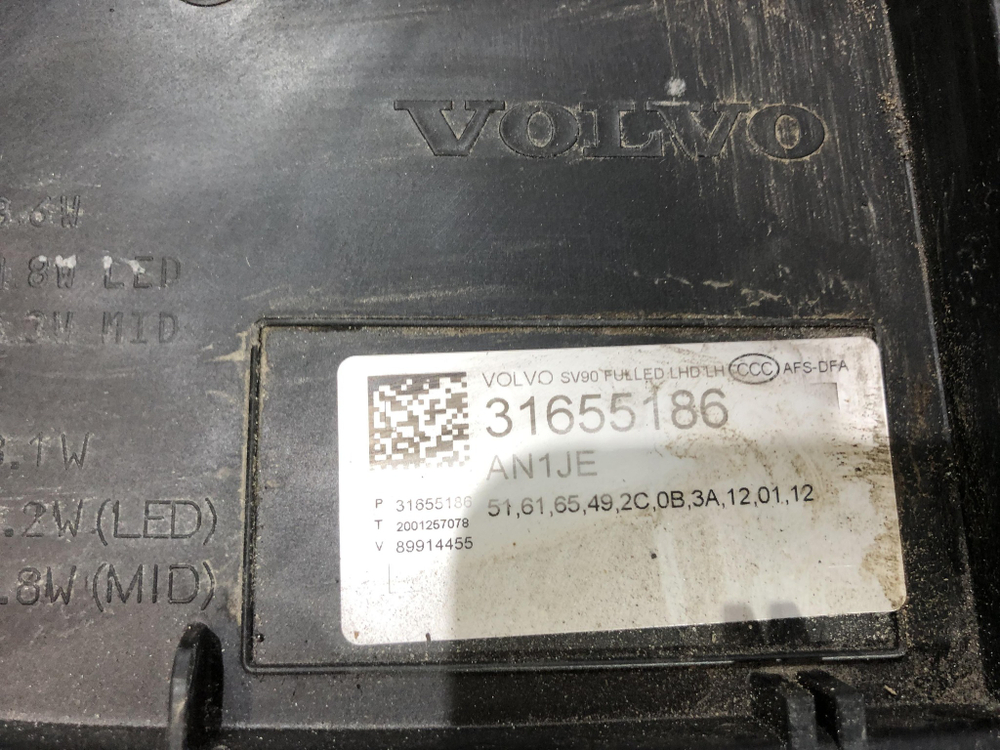 VOLVO
8W LED
MID
1W
.2W(LED)
.8W(MID)
VOLVO SV90 FULLED LHD LH CCC AFS-DFA
31655186
AN1JE
P 31655186 51,61,65,49,2C,0B,3A,12,01,12
T 2001257078
V 89914455